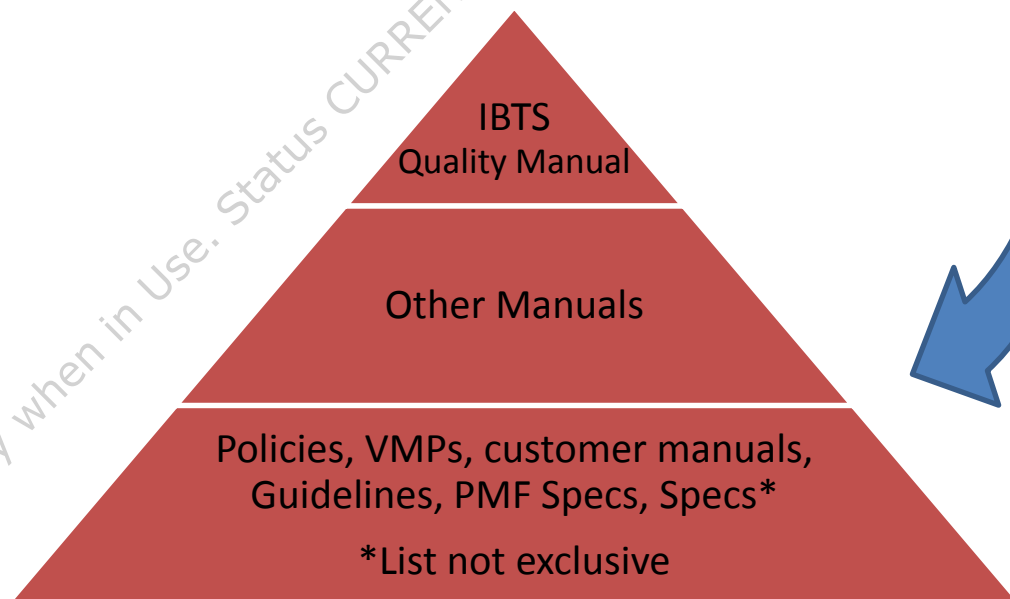 y when in Use. Status CURREN
IBTS
Quality Manual
Other Manuals
Policies, VMPs, customer manuals,
Guidelines, PMF Specs, Specs*
*List not exclusive